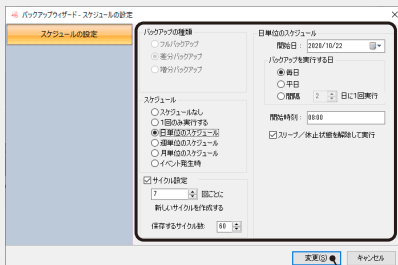 バックアップウィザード - スケジュールの設定
スケジュールの設定
バックアップの種類
フルバックアップ
差分バックアップ
増分バックアップ
スケジュール
スケジュールなし
1回のみ実行する
日単位のスケジュール
週単位のスケジュール
月単位のスケジュール
イベント発生時
サイクル設定
7 回ごとに
新しいサイクルを作成する
保存するサイクル数: 60
日単位のスケジュール
開始日: 2020/10/22
バックアップを実行する日
毎日
平日
間隔 2 日に1回実行
開始時刻: 08:00
スリープ/休止状態を解除して実行
変更(S)
キャンセル